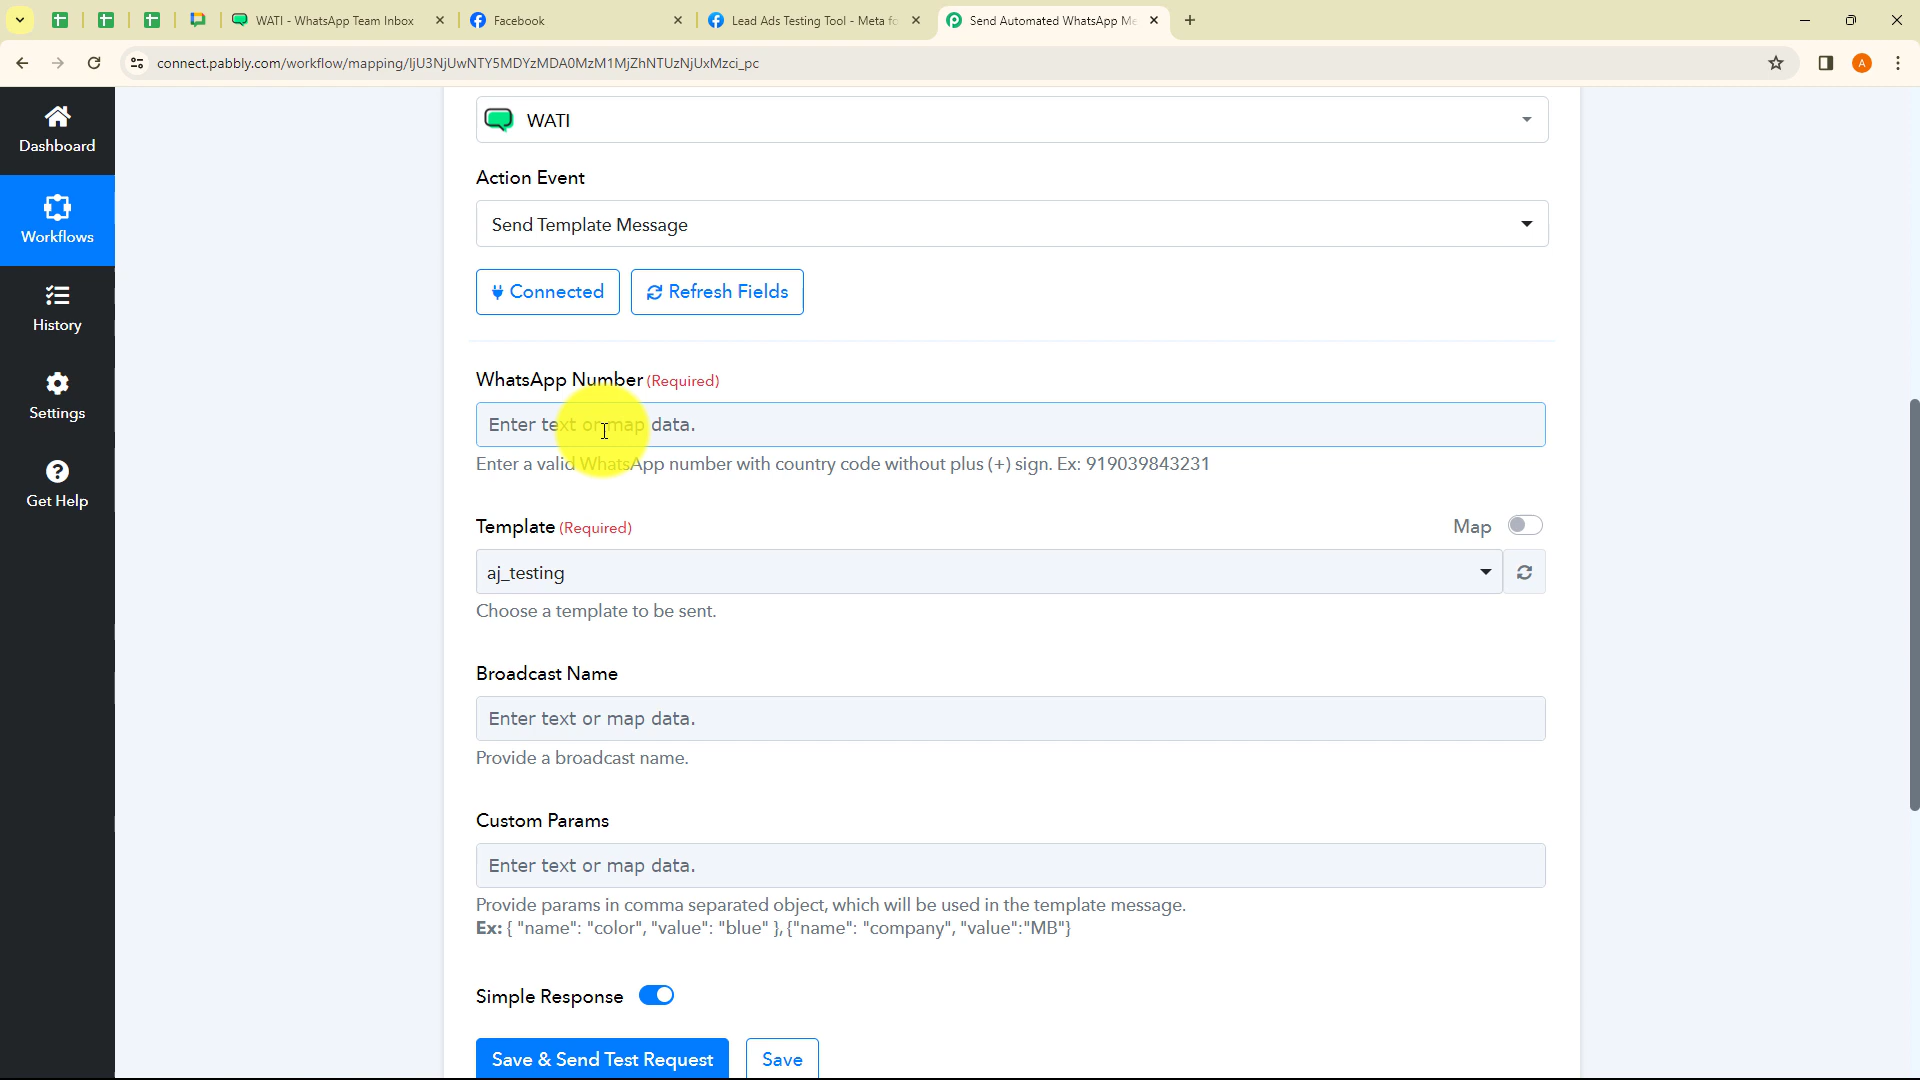 WATI - WhatsApp Team Inbox
Facebook
Lead Ads Testing Tool - Meta fo
Send Automated WhatsApp Me
connect.pabbly.com/workflow/mapping/IjU3NjUwNTY5MDYzMDA0MzM1MjZhNTUzNjUxMzci_pc
A
Dashboard
Workflows
History
Settings
Get Help
WATI
Action Event
Send Template Message
Connected
Refresh Fields
WhatsApp Number (Required)
Enter text or map data.
Enter a valid WhatsApp number with country code without plus (+) sign. Ex: 919039843231
Template (Required)
Map
aj_testing
Choose a template to be sent.
Broadcast Name
Enter text or map data.
Provide a broadcast name.
Custom Params
Enter text or map data.
Provide params in comma separated object, which will be used in the template message.
Ex: { "name": "color", "value": "blue" }, {"name": "company", "value":"MB"}
Simple Response
Save & Send Test Request
Save